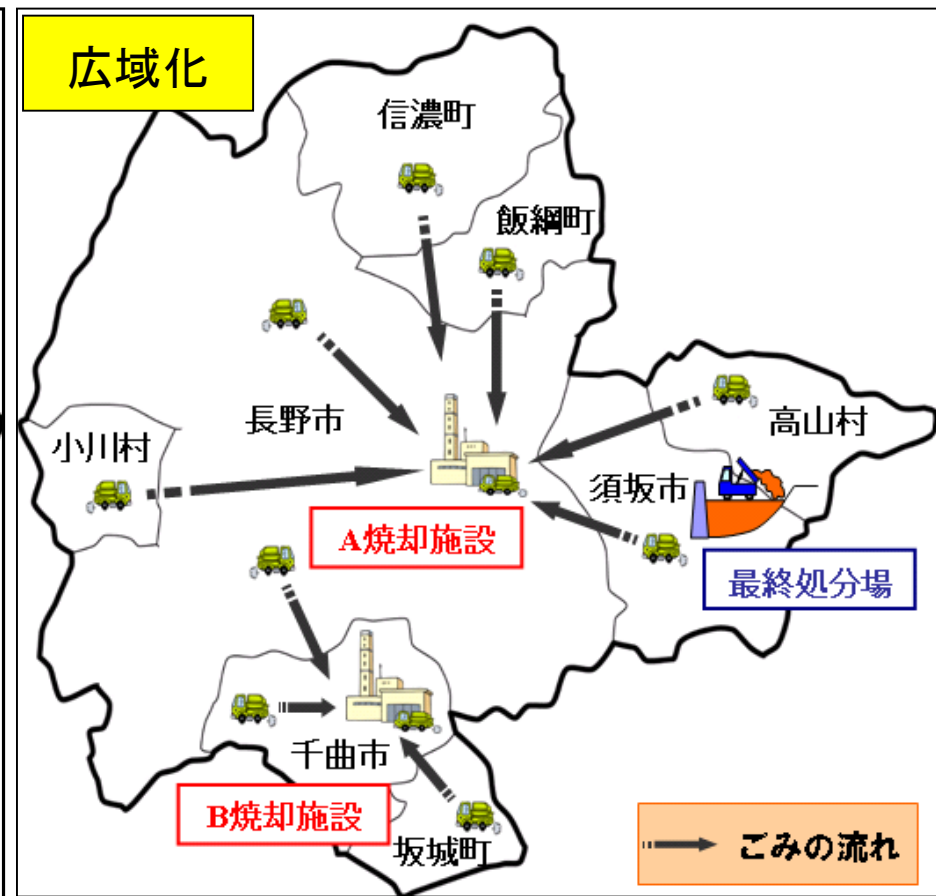 広域化
信濃町
飯綱町
長野市
高山村
小川村
須坂市
A焼却施設
最終処分場
千曲市
B焼却施設
坂城町
ごみの流れ